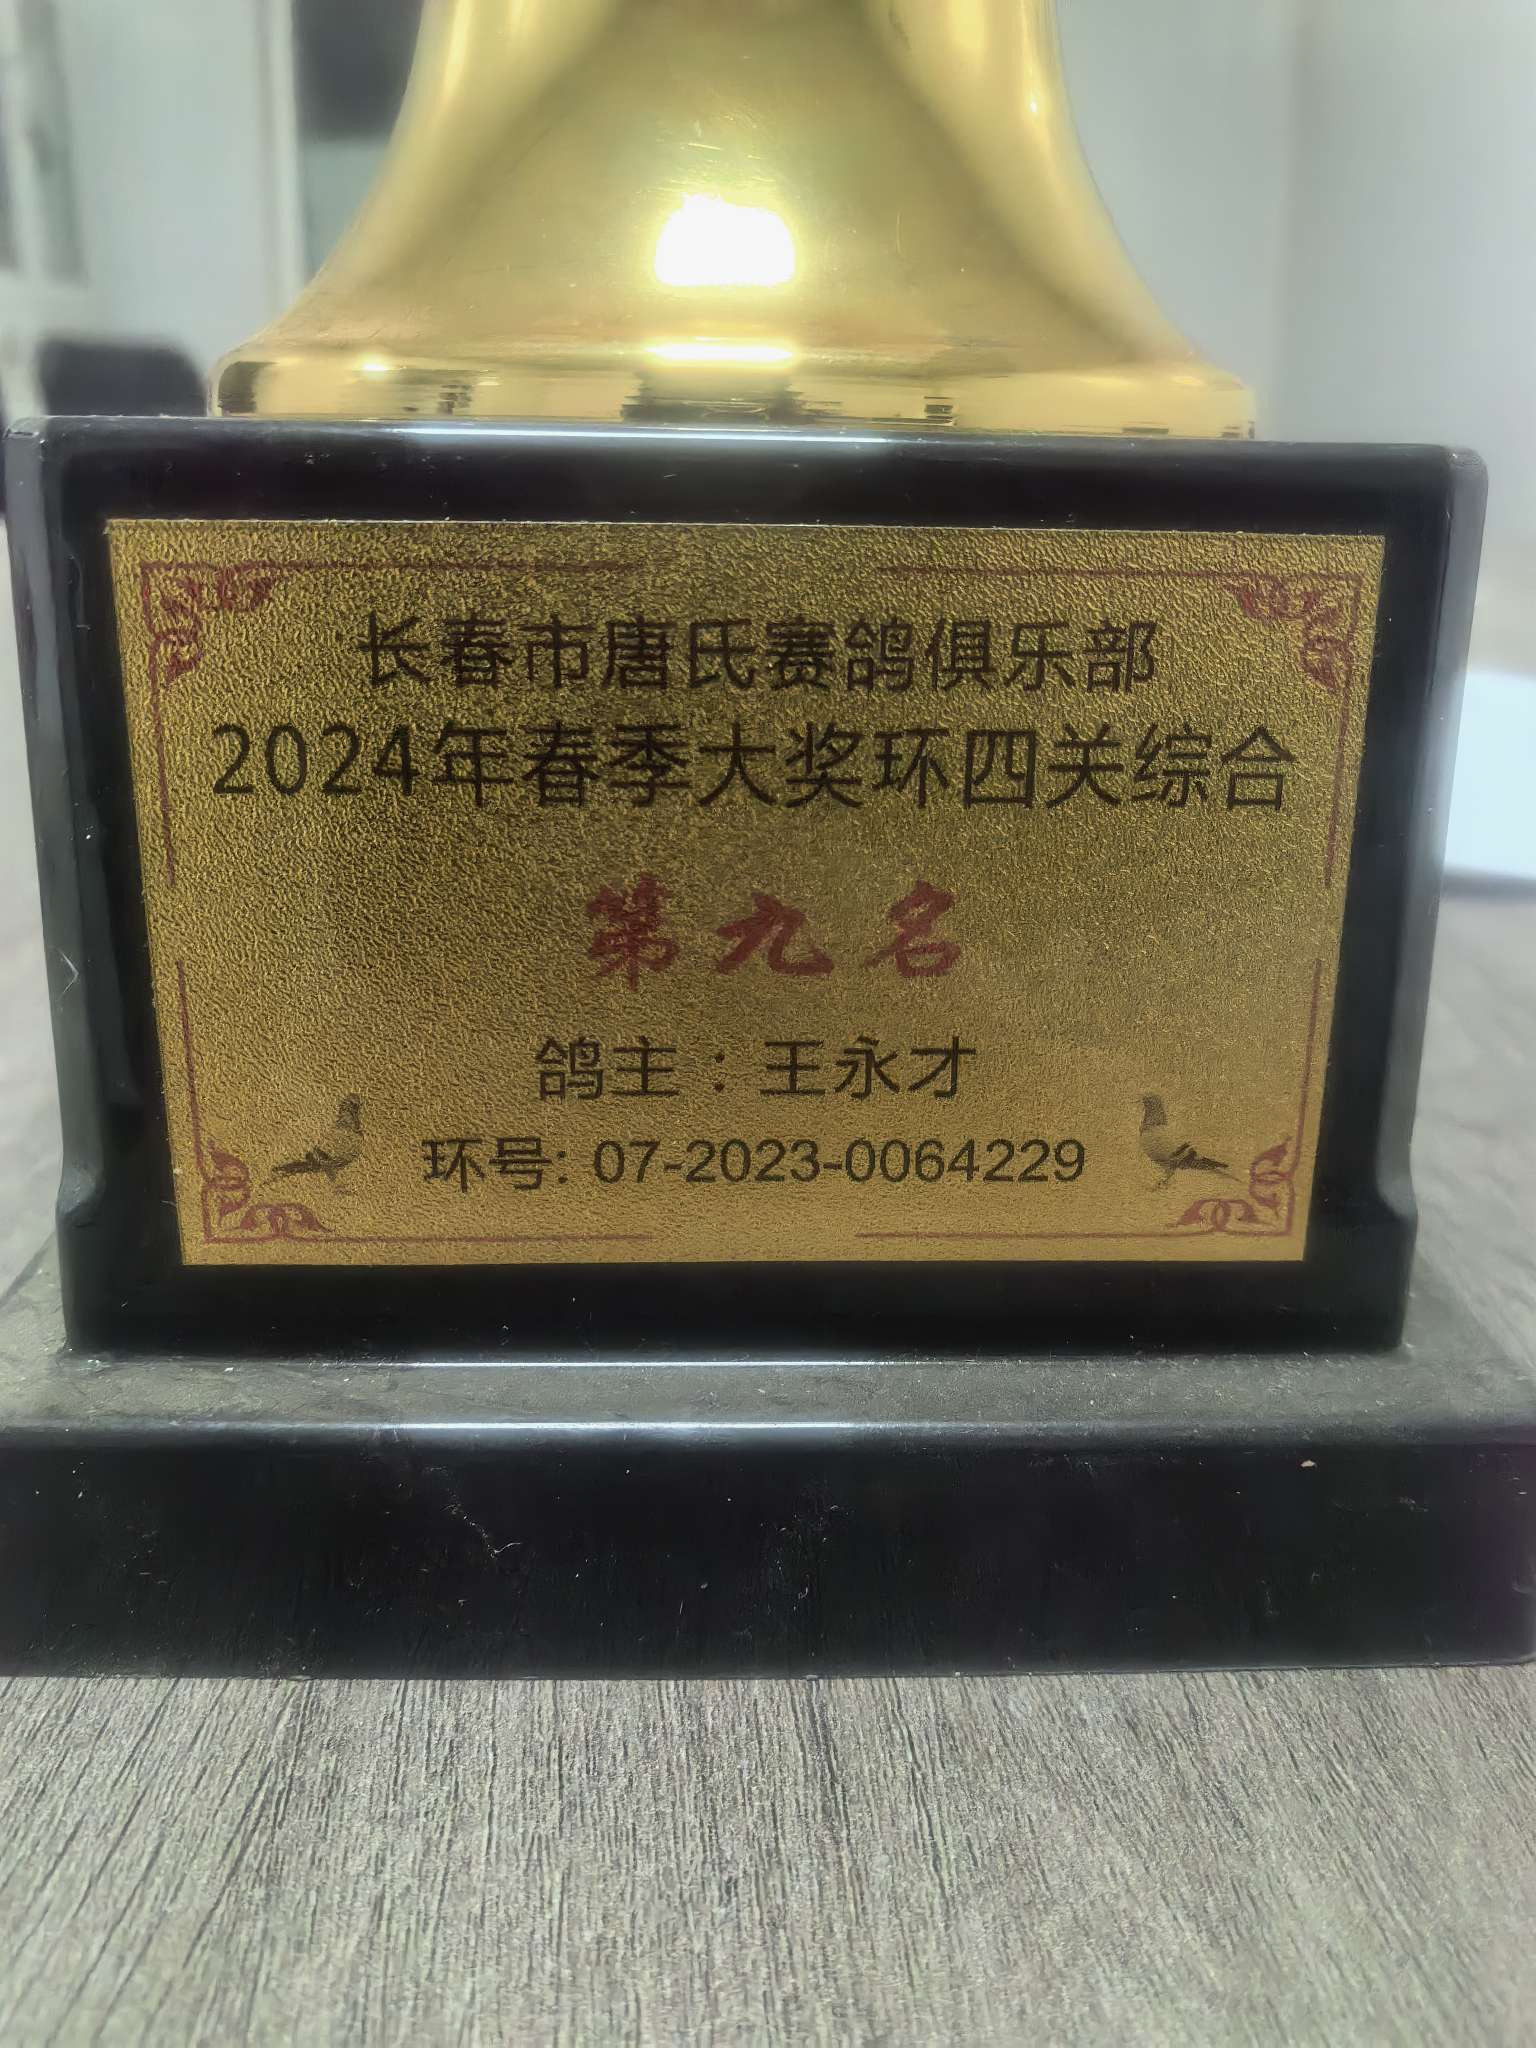 长春市唐氏赛鸽俱乐部
2024年春季大奖环四关综合
第九名
鸽主：王永才
环号: 07-2023-0064229